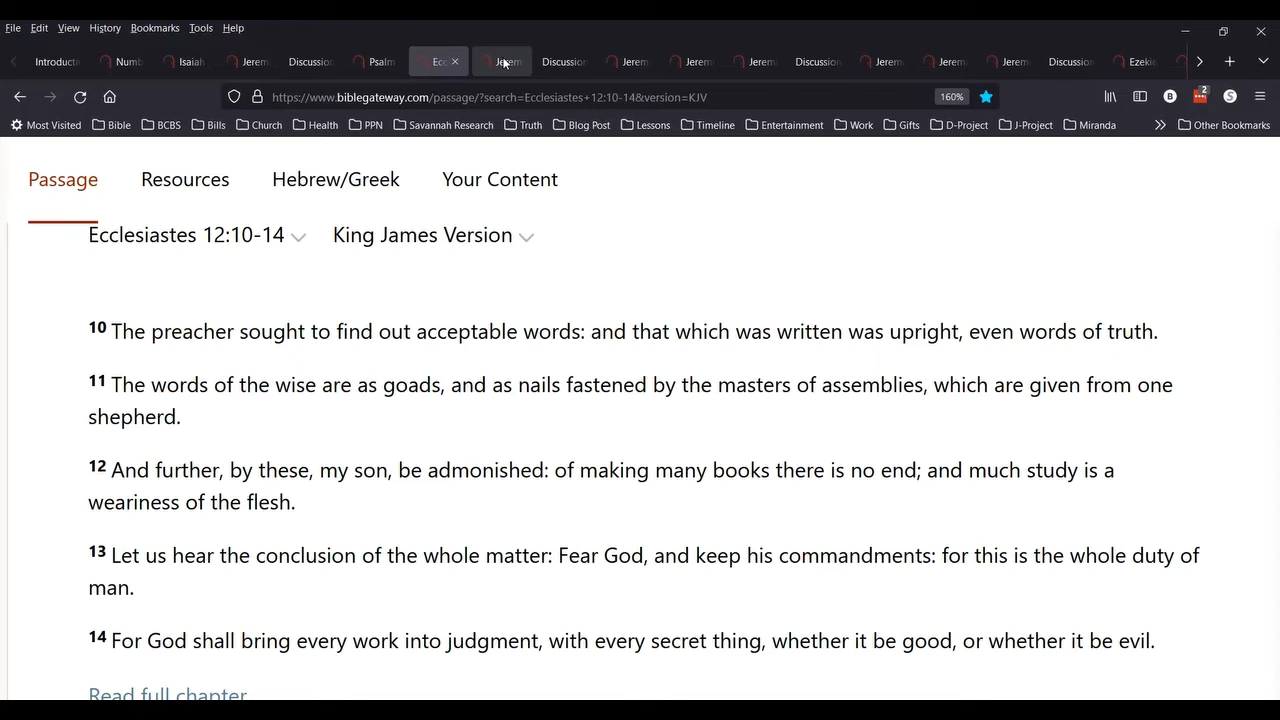 File Edit View History Bookmarks Tools Help
Introducti Numb Isaiah Jeremi Discussion Psalm Ecc Jerem Discussion Jerem Jerem Jerem Discussion Jerem Jerem Jerem Discussion Ezekie
https://www.biblegateway.com/passage/?search=Ecclesiastes+12:10-14&version=KJV 160% B 2 S
Most Visited Bible BCBS Bills Church Health PPN Savannah Research Truth Blog Post Lessons Timeline Entertainment Work Gifts D-Project J-Project Miranda Other Bookmarks
Passage Resources Hebrew/Greek Your Content
Ecclesiastes 12:10-14 King James Version
10 The preacher sought to find out acceptable words: and that which was written was upright, even words of truth.
11 The words of the wise are as goads, and as nails fastened by the masters of assemblies, which are given from one
shepherd.
12 And further, by these, my son, be admonished: of making many books there is no end; and much study is a
weariness of the flesh.
13 Let us hear the conclusion of the whole matter: Fear God, and keep his commandments: for this is the whole duty of
man.
14 For God shall bring every work into judgment, with every secret thing, whether it be good, or whether it be evil.
Read full chapter